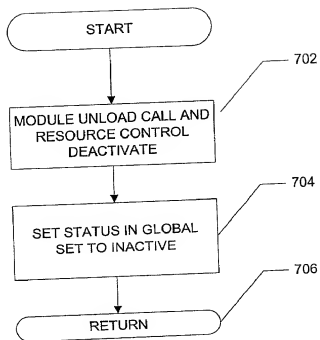 START
702
MODULE UNLOAD CALL AND
RESOURCE CONTROL
DEACTIVATE
704
SET STATUS IN GLOBAL
SET TO INACTIVE
706
RETURN